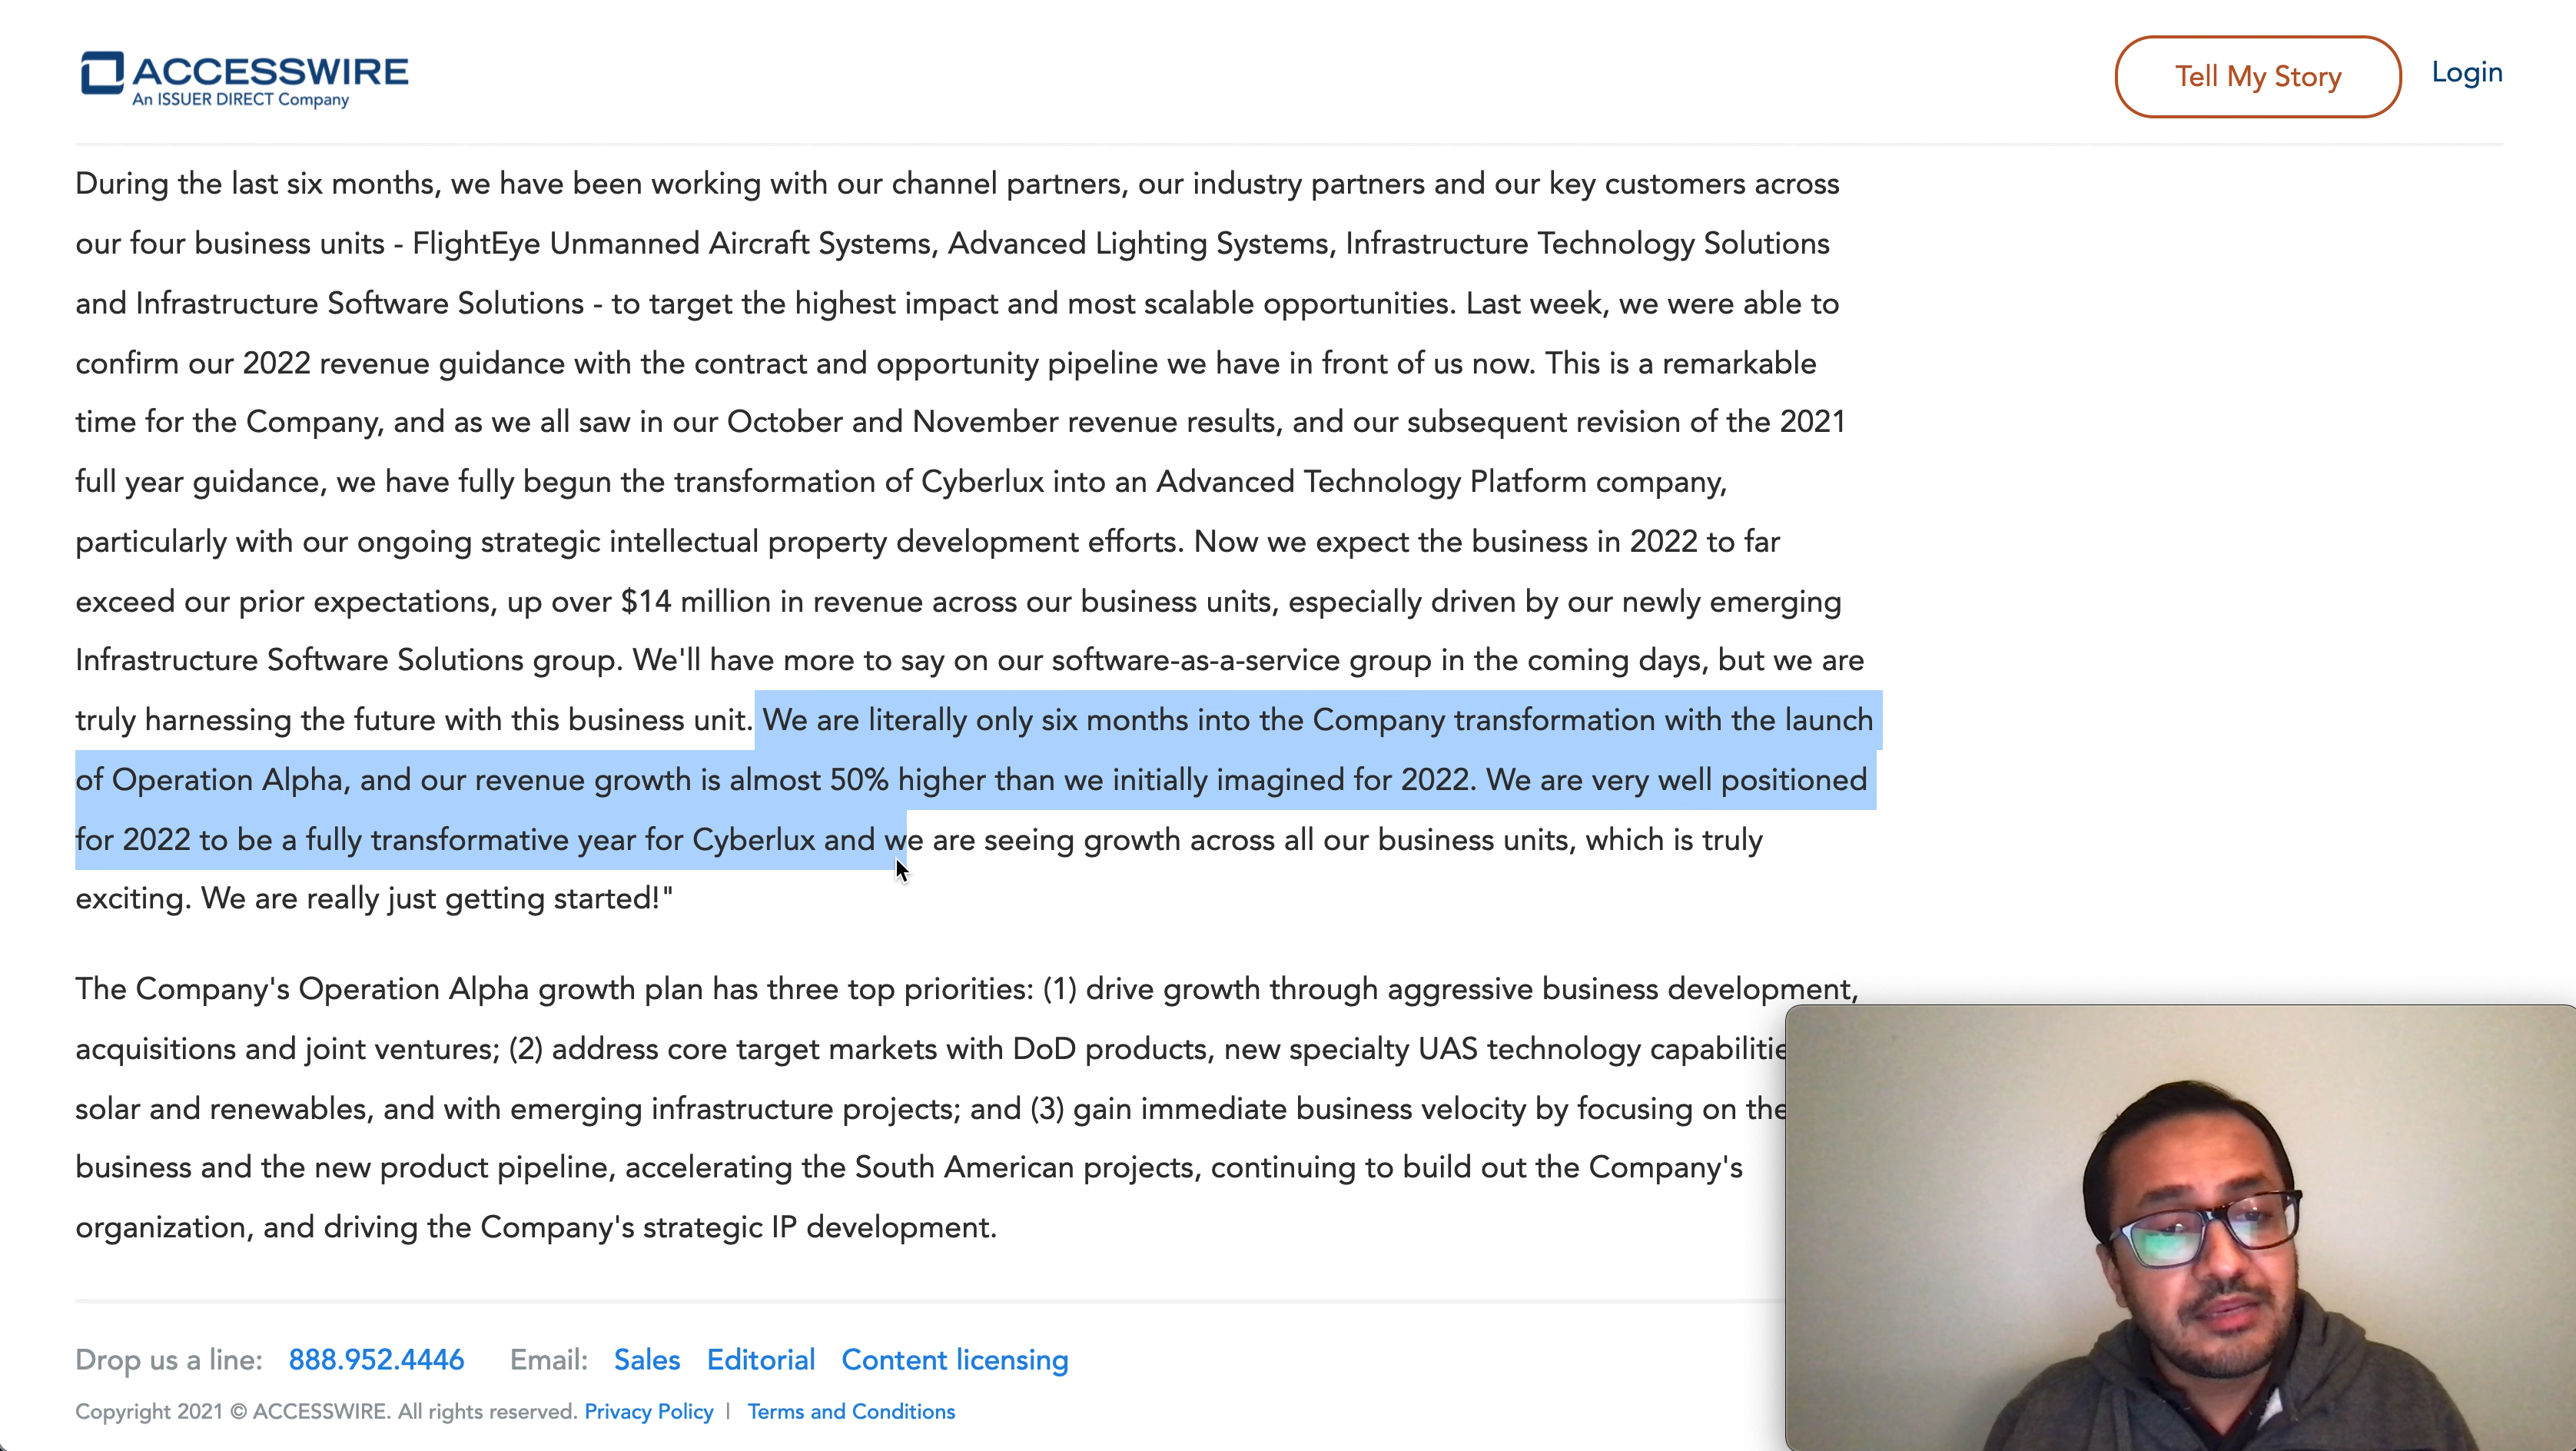 ACCESSWIRE
An ISSUER DIRECT Company
Tell My Story
Login
During the last six months, we have been working with our channel partners, our industry partners and our key customers across
our four business units - FlightEye Unmanned Aircraft Systems, Advanced Lighting Systems, Infrastructure Technology Solutions
and Infrastructure Software Solutions - to target the highest impact and most scalable opportunities. Last week, we were able to
confirm our 2022 revenue guidance with the contract and opportunity pipeline we have in front of us now. This is a remarkable
time for the Company, and as we all saw in our October and November revenue results, and our subsequent revision of the 2021
full year guidance, we have fully begun the transformation of Cyberlux into an Advanced Technology Platform company,
particularly with our ongoing strategic intellectual property development efforts. Now we expect the business in 2022 to far
exceed our prior expectations, up over $14 million in revenue across our business units, especially driven by our newly emerging
Infrastructure Software Solutions group. We'll have more to say on our software-as-a-service group in the coming days, but we are
truly harnessing the future with this business unit. We are literally only six months into the Company transformation with the launch
of Operation Alpha, and our revenue growth is almost 50% higher than we initially imagined for 2022. We are very well positioned
for 2022 to be a fully transformative year for Cyberlux and we are seeing growth across all our business units, which is truly
exciting. We are really just getting started!"
The Company's Operation Alpha growth plan has three top priorities: (1) drive growth through aggressive business development,
acquisitions and joint ventures; (2) address core target markets with DoD products, new specialty UAS technology capabilitie
solar and renewables, and with emerging infrastructure projects; and (3) gain immediate business velocity by focusing on the
business and the new product pipeline, accelerating the South American projects, continuing to build out the Company's
organization, and driving the Company's strategic IP development.
Drop us a line: 888.952.4446 Email: Sales Editorial Content licensing
Copyright 2021 © ACCESSWIRE. All rights reserved. Privacy Policy | Terms and Conditions